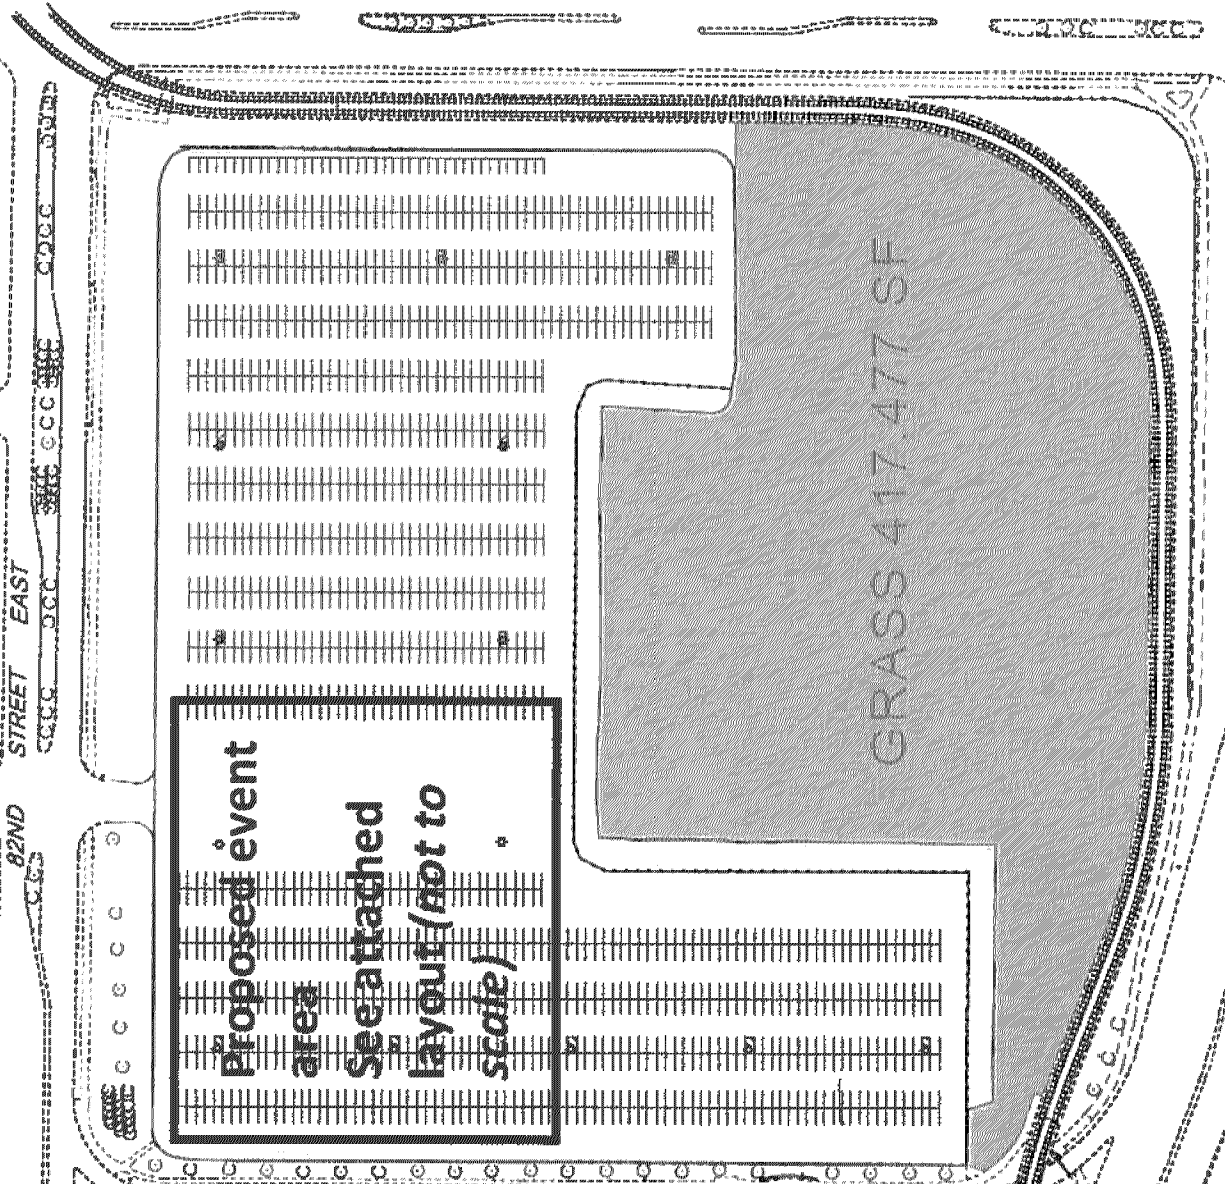 82ND STREET EAST
Proposed event
area
See attached
layout (not to
scale)
GRASS 417,477 SF